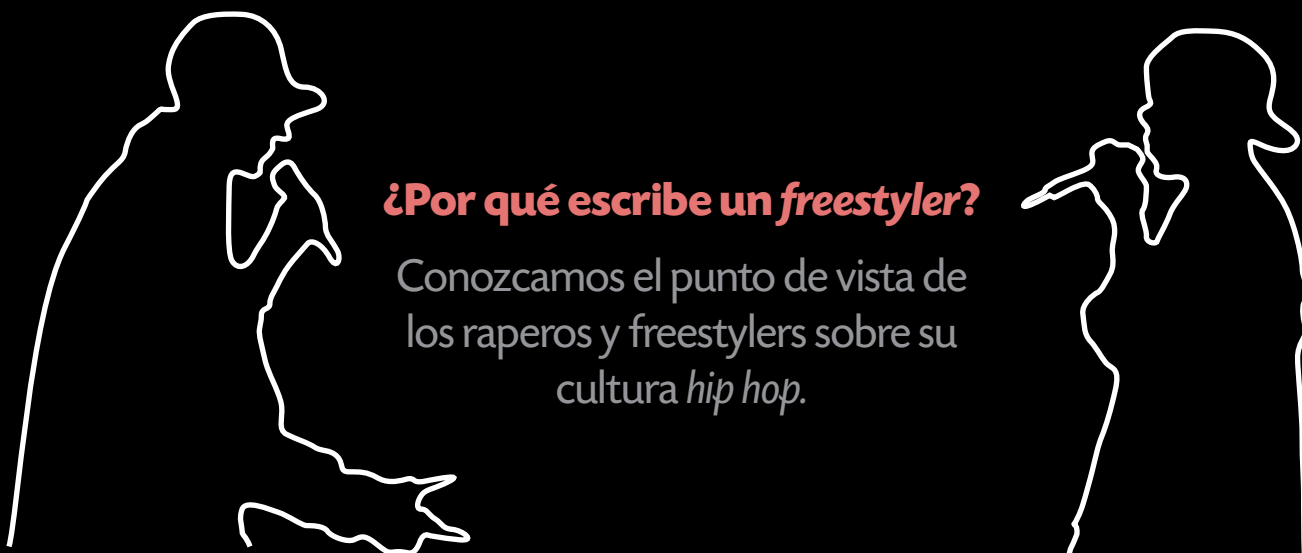 ¿Por qué escribe un freestyler?
Conozcamos el punto de vista de
los raperos y freestylers sobre su
cultura hip hop.